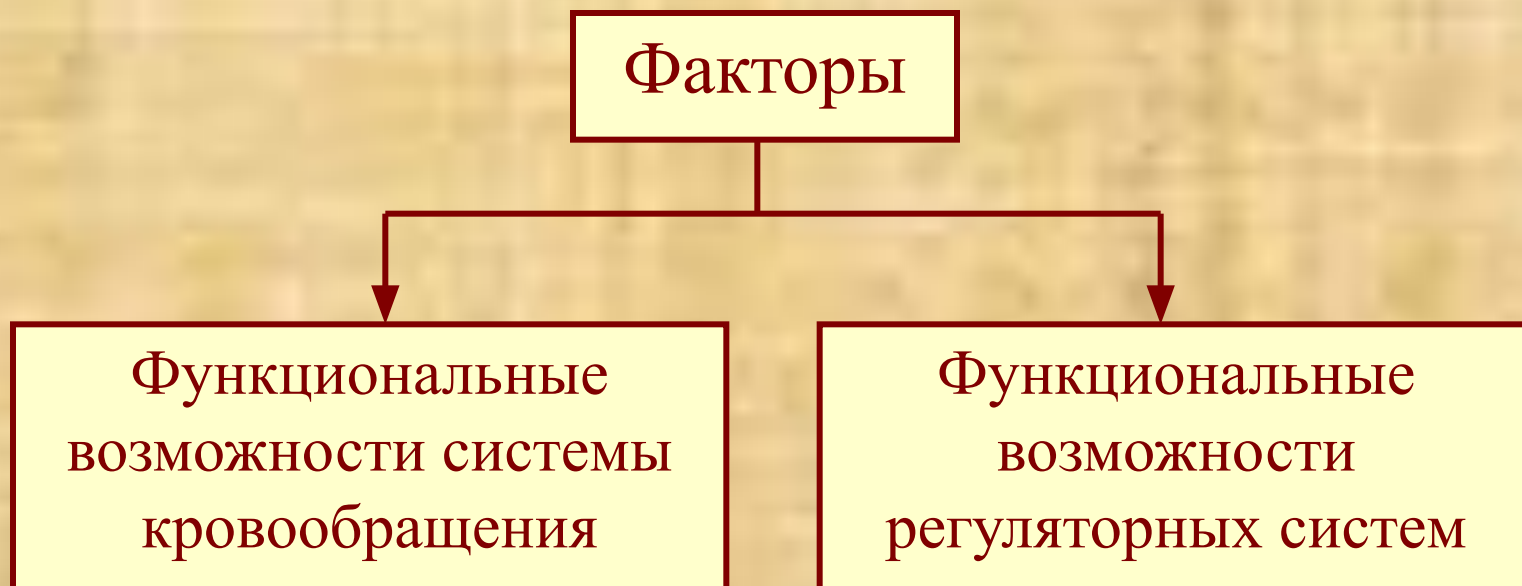 Факторы
Функциональные
возможности системы
кровообращения
Функциональные
возможности
регуляторных систем